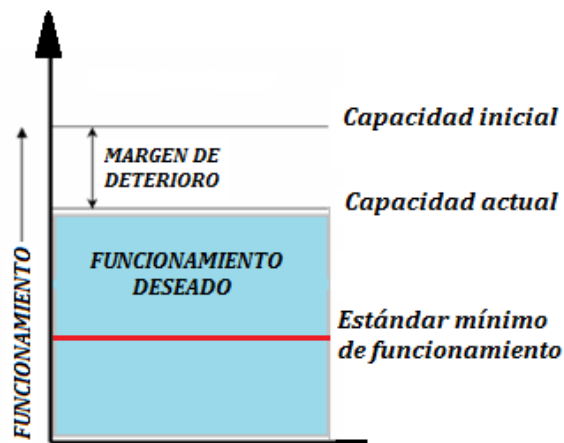 Capacidad inicial
MARGEN DE
DETERIORO
Capacidad actual
FUNCIONAMIENTO
DESEADO
Estándar mínimo
de funcionamiento
FUNCIONAMIENTO